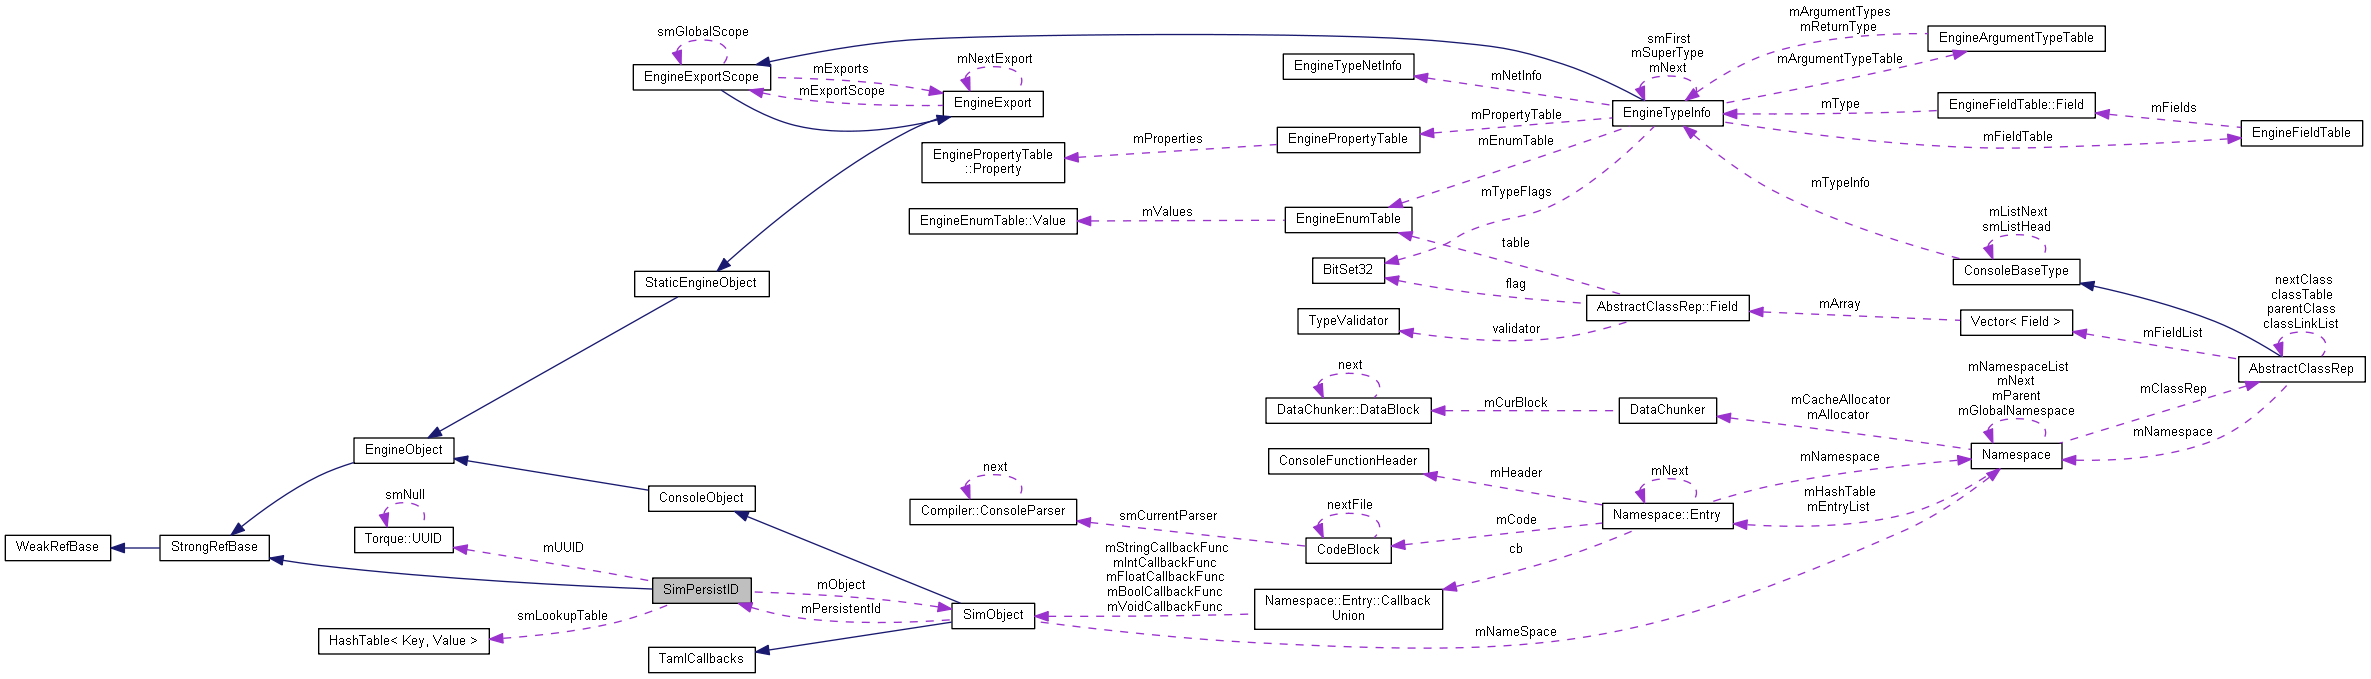 smGlobalScope
EngineExportScope
mExports
mExportScope
mNextExport
EngineExport
EngineTypeNetInfo
mNetInfo
smFirst
mSuperType
mNext
EngineTypeInfo
mArgumentTypes
mReturnType
mArgumentTypeTable
EngineArgumentTypeTable
mType
EngineFieldTable::Field
mFields
mFieldTable
EngineFieldTable
EnginePropertyTable
::Property
mProperties
EnginePropertyTable
mPropertyTable
mEnumTable
mTypeFlags
mTypeInfo
EngineEnumTable::Value
mValues
EngineEnumTable
table
BitSet32
flag
AbstractClassRep::Field
TypeValidator
validator
mArray
Vector< Field >
mFieldList
mListNext
smListHead
ConsoleBaseType
nextClass
classTable
parentClass
classLinkList
AbstractClassRep
StaticEngineObject
next
DataChunker::DataBlock
mCurBlock
DataChunker
mCacheAllocator
mAllocator
mNamespaceList
mNext
mParent
mGlobalNamespace
Namespace
mClassRep
mNamespace
EngineObject
ConsoleFunctionHeader
mHeader
mNext
Namespace::Entry
mNamespace
mHashTable
mEntryList
next
Compiler::ConsoleParser
smCurrentParser
nextFile
CodeBlock
mCode
cb
ConsoleObject
smNull
Torque::UUID
mUUID
WeakRefBase
StrongRefBase
SimPersistID
mObject
mPersistentId
SimObject
mStringCallbackFunc
mIntCallbackFunc
mFloatCallbackFunc
mBoolCallbackFunc
mVoidCallbackFunc
Namespace::Entry::Callback
Union
mNameSpace
smLookupTable
HashTable< Key, Value >
TamlCallbacks